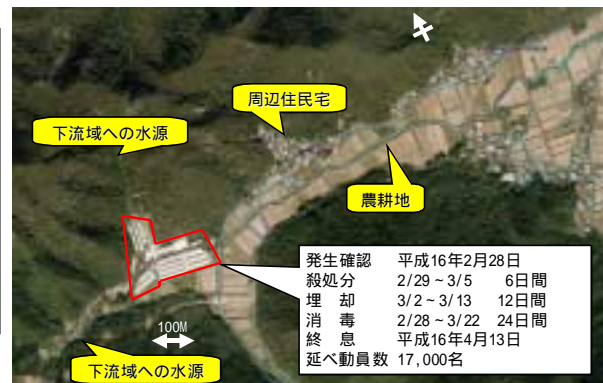 周辺住民宅
下流域への水源
農耕地
発生確認 平成16年2月28日
殺処分 2/29～3/5 6日間
埋 却 3/2～3/13 12日間
消 毒 2/28～3/22 24日間
終 息 平成16年4月13日
延べ動員数 17,000名
100M
下流域への水源